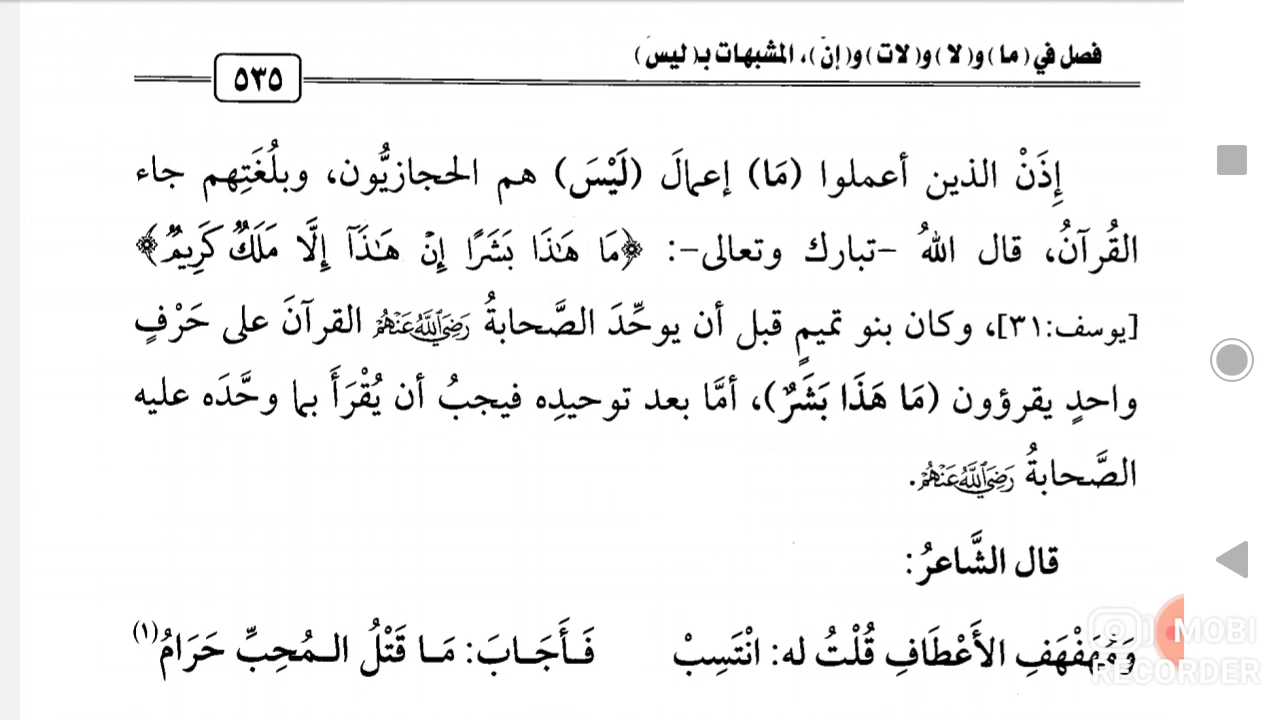 فصل في (ما) و(لا) و(لات) و(إنّ)، المشبهات بـ(ليس)
٥٣٥
إِذَنْ الذين أعملوا (مَا) إعمالَ (لَيْسَ) هم الحجازيُّون، وبلُغَتِهم جاء
القُرآنُ، قال اللهُ -تبارك وتعالى-: ﴿مَا هَٰذَا بَشَرًا إِنْ هَٰذَآ إِلَّا مَلَكٌ كَرِيمٌ﴾
[يوسف:٣١]، وكان بنو تميمٍ قبل أن يوحِّدَ الصَّحابةُ رَضِيَ اللَّهُ عَنْهُمْ القرآنَ على حَرْفٍ
واحدٍ يقرؤون (مَا هَذَا بَشَرٌ)، أمَّا بعد توحيدِه فيجبُ أن يُقْرَأَ بما وحَّدَه عليه
الصَّحابةُ رَضِيَ اللَّهُ عَنْهُمْ.
قال الشَّاعرُ:
وَمُهَفْهَفِ الأَعْطَافِ قُلْتُ له: انْتَسِبْ فَأَجَابَ: مَا قَتْلُ المُحِبِّ حَرَامُ(١)
MOBI
RECORDER